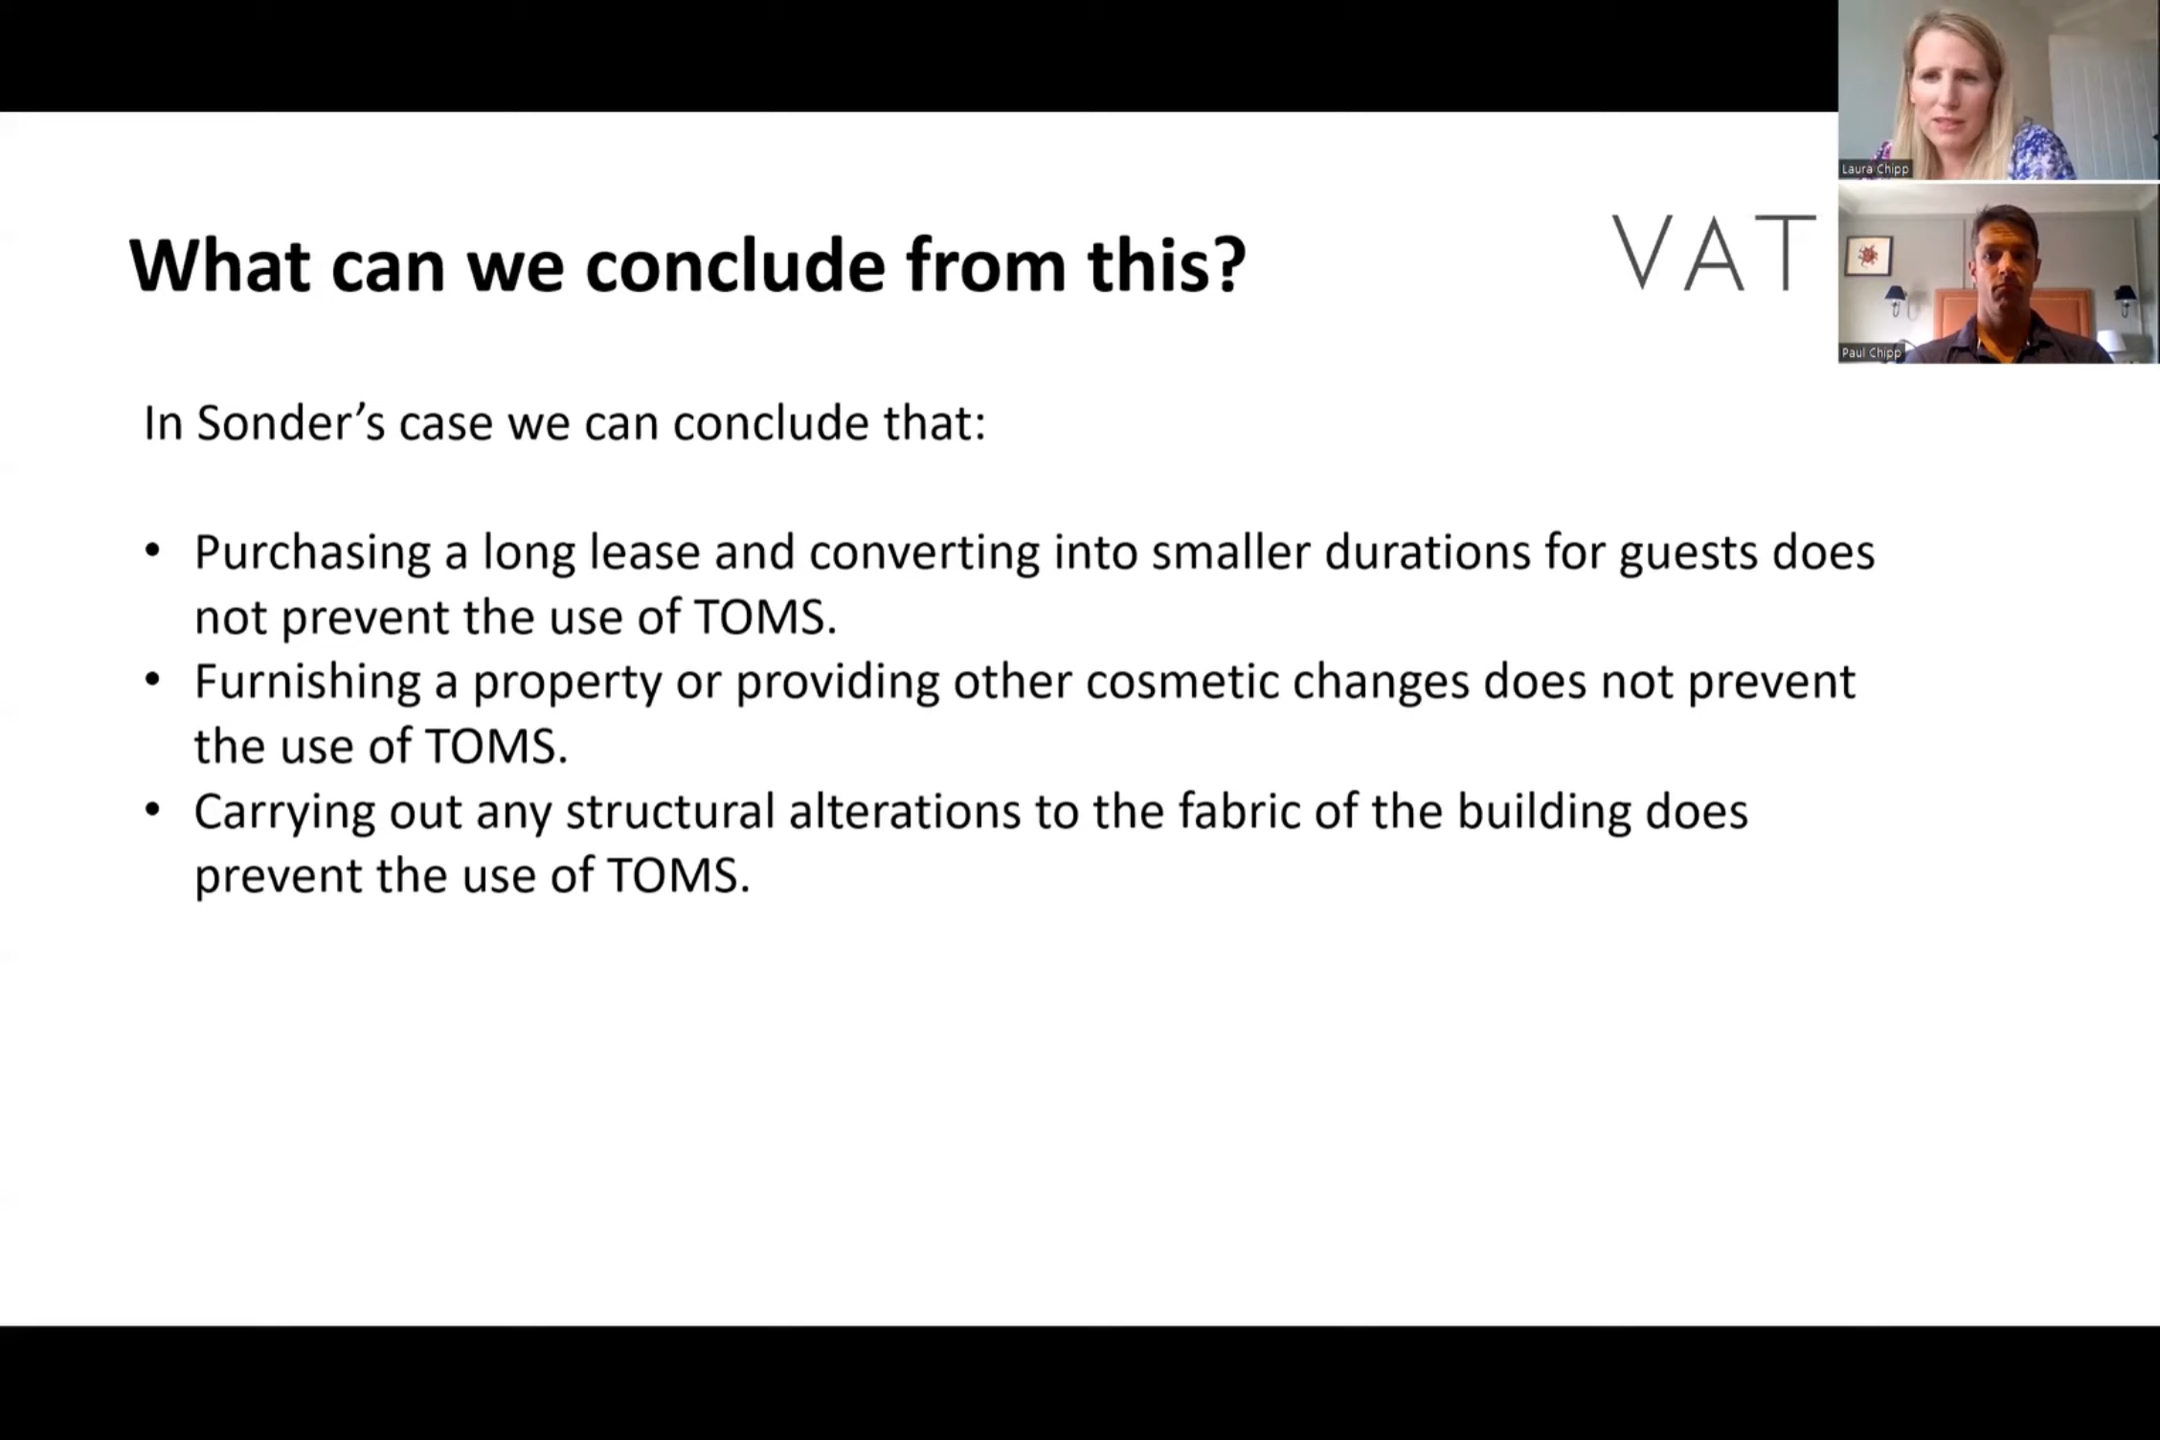 Laura Chipp
What can we conclude from this?
VAT
Paul Chipp
In Sonder’s case we can conclude that:
• Purchasing a long lease and converting into smaller durations for guests does
not prevent the use of TOMS.
• Furnishing a property or providing other cosmetic changes does not prevent
the use of TOMS.
• Carrying out any structural alterations to the fabric of the building does
prevent the use of TOMS.